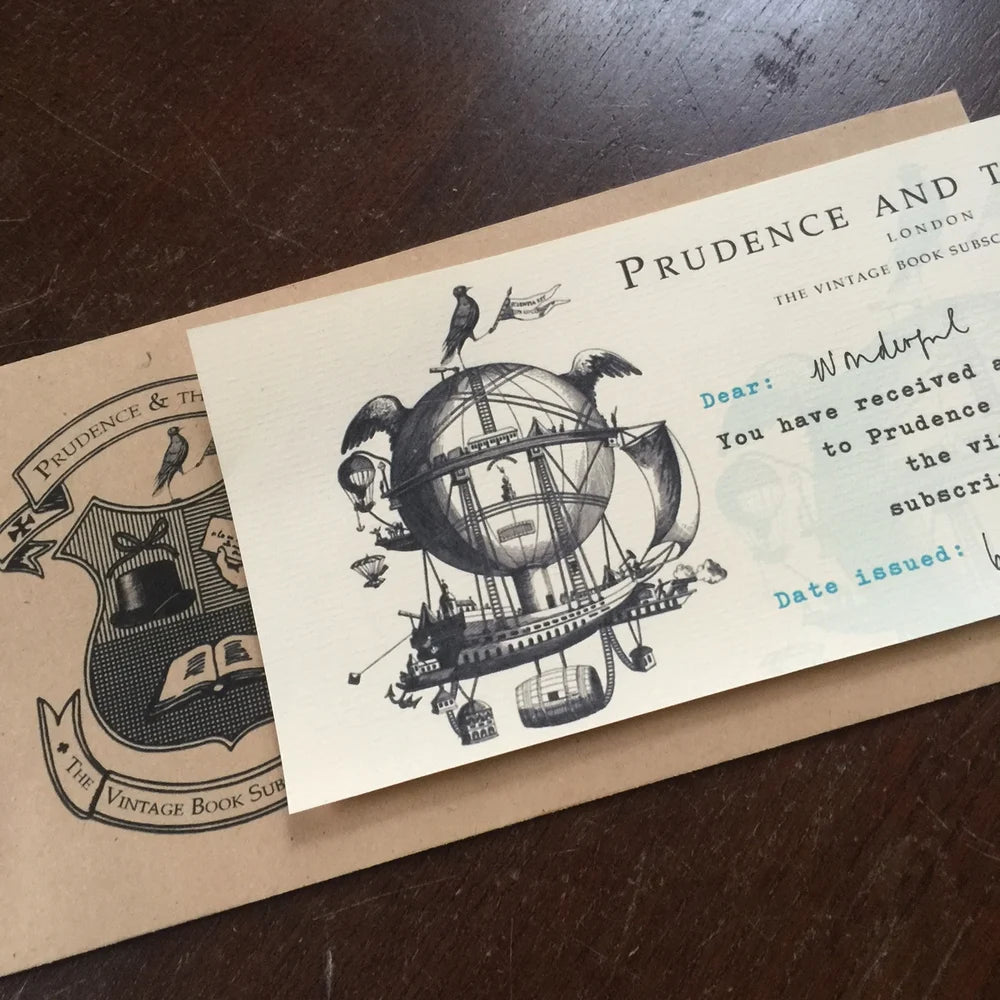 PRUDENCE & TH
THE VINTAGE BOOK SUB
PRUDENCE AND T
LONDON
THE VINTAGE BOOK SUBSC
Dear: Wonderful
You have received a
to Prudence
the vi
subscri
Date issued: